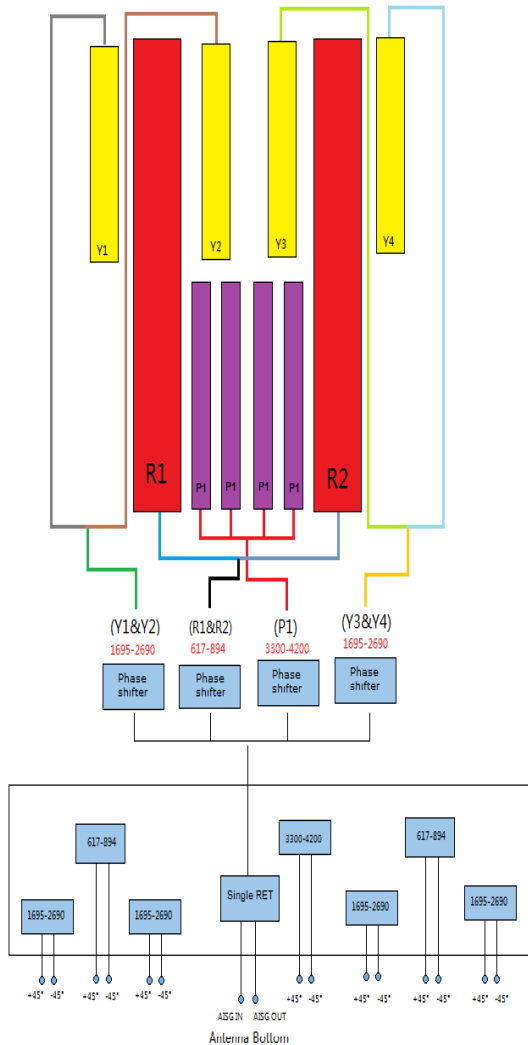 Y1
Y2
Y3
Y4
R1
R2
P1
P1
P1
P1
(Y1&Y2)
1695-2690
Phase
shifter
(R1&R2)
617-894
Phase
shifter
(P1)
3300-4200
Phase
shifter
(Y3&Y4)
1695-2690
Phase
shifter
617-894
3300-4200
617-894
1695-2690
1695-2690
Single RET
1695-2690
1695-2690
+45° -45°
+45° -45°
+45° -45°
AISG IN AISG OUT
+45° -45°
+45° -45°
+45° -45°
+45° -45°
Antenna Bottom